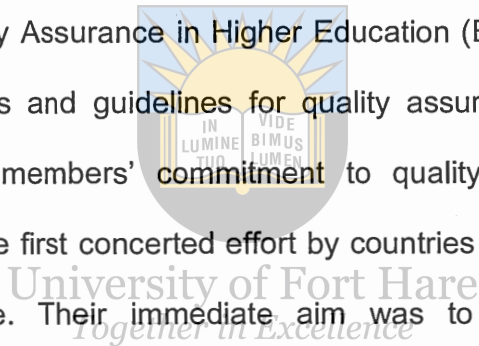 y Assurance in Higher Education (E
s and guidelines for quality assur
IN VIDE
LUMINE BIMUS
TUO LUMEN
members' commitment to quality
e first concerted effort by countries
University of Fort Hare
e. Their immediate aim was to
Together in Excellence